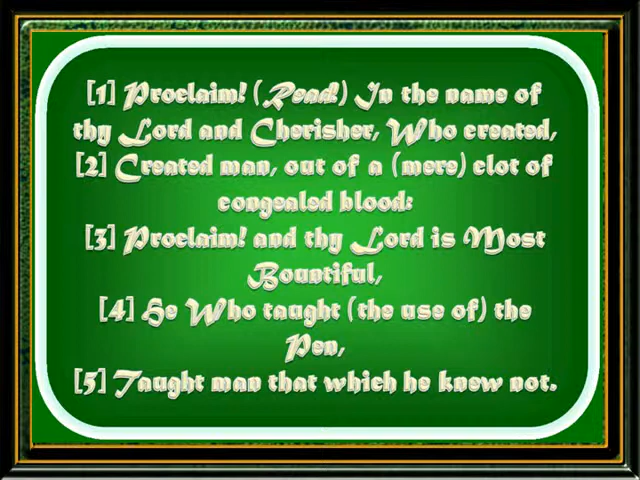 [1] Proclaim! (Read!) In the name of
thy Lord and Cherisher, Who created,
[2] Created man, out of a (mere) clot of
congealed blood:
[3] Proclaim! and thy Lord is Most
Bountiful,
[4] He Who taught (the use of) the
Pen,
[5] Taught man that which he knew not.